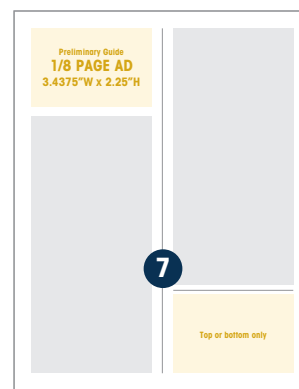 Preliminary Guide
1/8 PAGE AD
3.4375"W x 2.25"H
7
Top or bottom only